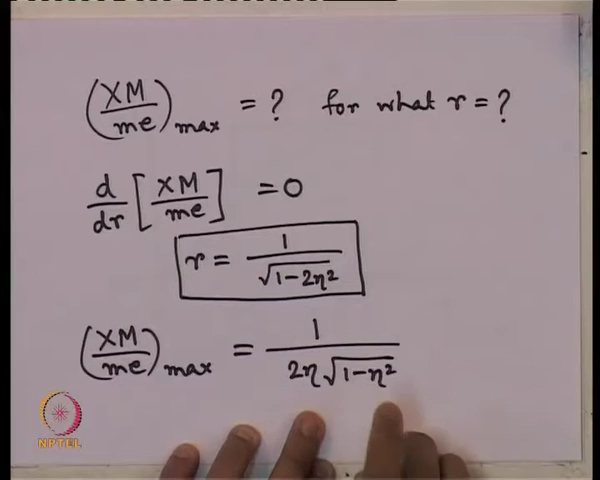 (XM/me)max = ? for what r = ?
d/dr [XM/me] = 0
r = 1/√(1-2η²)
(XM/me)max = 1/(2η√(1-η²))
NPTEL